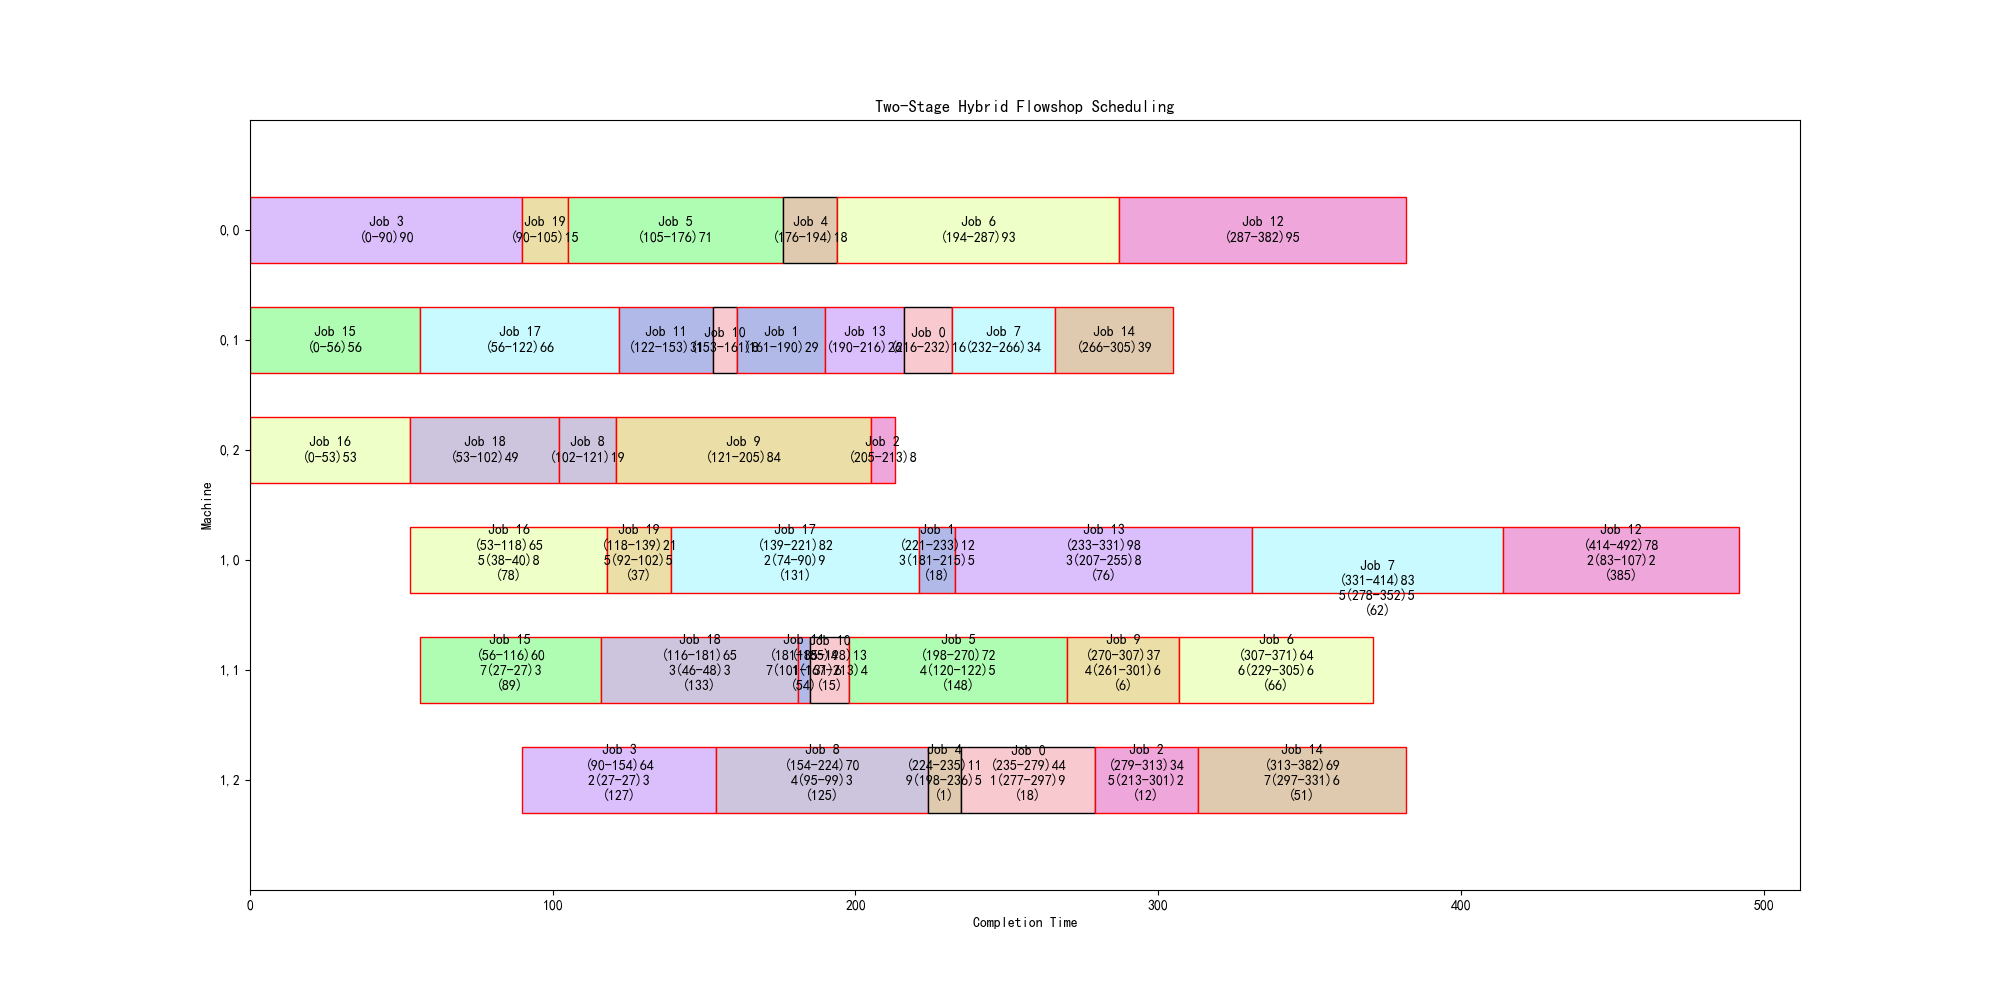 Two-Stage Hybrid Flowshop Scheduling
Machine
0,0
Job 3
(0-90)90
Job 19
(90-105)15
Job 5
(105-176)71
Job 4
(176-194)18
Job 6
(194-287)93
Job 12
(287-382)95
0,1
Job 15
(0-56)56
Job 17
(56-122)66
Job 11
(122-153)31
Job 10
(153-161)8
Job 1
(161-190)29
Job 13
(190-216)26
Job 0
(216-232)16
Job 7
(232-266)34
Job 14
(266-305)39
0,2
Job 16
(0-53)53
Job 18
(53-102)49
Job 8
(102-121)19
Job 9
(121-205)84
Job 2
(205-213)8
1,0
Job 16
(53-118)65
5(38-40)8
(78)
Job 19
(118-139)21
5(92-102)5
(37)
Job 17
(139-221)82
2(74-90)9
(131)
Job 1
(221-233)12
3(181-215)5
(18)
Job 13
(233-331)98
3(207-255)8
(76)
Job 7
(331-414)83
5(278-352)5
(62)
Job 12
(414-492)78
2(83-107)2
(385)
1,1
Job 15
(56-116)60
7(27-27)3
(89)
Job 18
(116-181)65
3(46-48)3
(133)
Job 11
(181-185)4
(54)
Job 10
(185-198)13
(15)
Job 5
(198-270)72
4(120-122)5
(148)
Job 9
(270-307)37
4(261-301)6
(6)
Job 6
(307-371)64
6(229-305)6
(66)
1,2
Job 3
(90-154)64
2(27-27)3
(127)
Job 8
(154-224)70
4(95-99)3
(125)
Job 4
(224-235)11
9(198-236)5
(1)
Job 0
(235-279)44
1(277-297)9
(18)
Job 2
(279-313)34
5(213-301)2
(12)
Job 14
(313-382)69
7(297-331)6
(51)
0 100 200 300 400 500
Completion Time